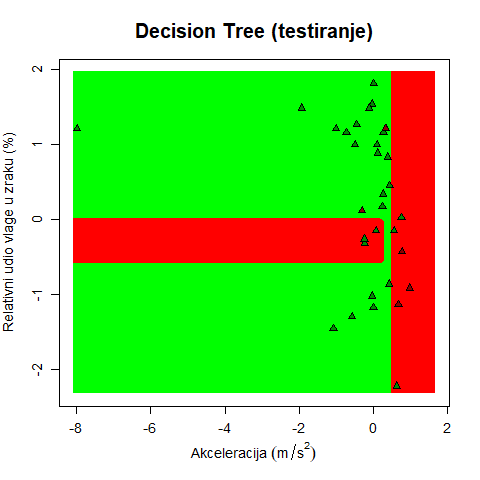 Decision Tree (testiranje)
Relativni udio vlage u zraku (%)
2
1
0
-1
-2
-8 -6 -4 -2 0 2
Akceleracija (m/s²)